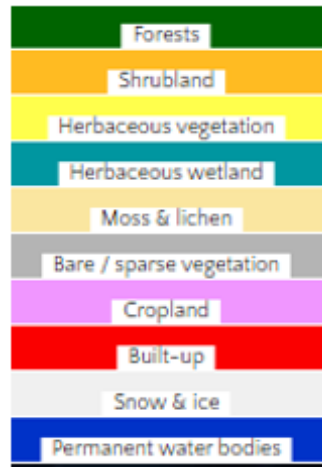 Forests
Shrubland
Herbaceous vegetation
Herbaceous wetland
Moss & lichen
Bare / sparse vegetation
Cropland
Built-up
Snow & ice
Permanent water bodies